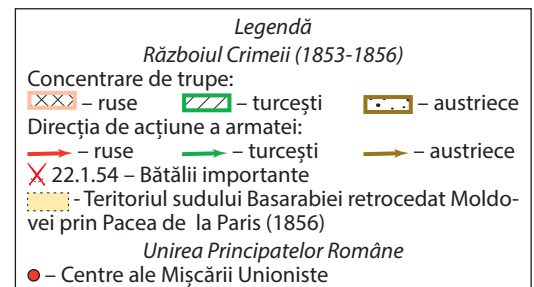 Legendă
Războiul Crimeii (1853-1856)
Concentrare de trupe:
– ruse – turcești – austriece
Direcția de acțiune a armatei:
– ruse – turcești – austriece
22.1.54 – Bătălii importante
- Teritoriul sudului Basarabiei retrocedat Moldo-
vei prin Pacea de la Paris (1856)
Unirea Principatelor Române
– Centre ale Mișcării Unioniste